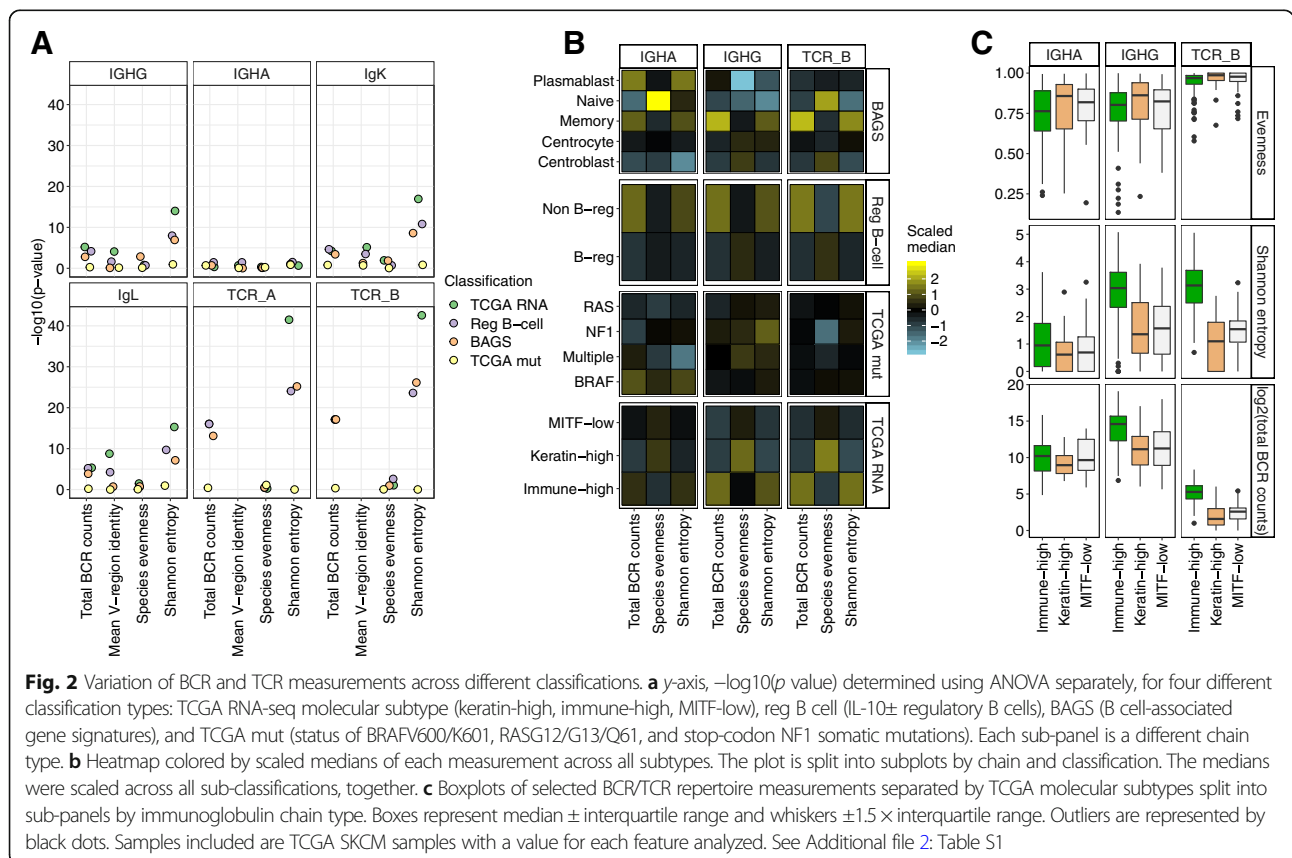 A
IGHG
IGHA
IgK
40
30
20
10
0
IgL
TCR_A
TCR_B
40
30
20
10
0
−log10(p−value)
Total BCR counts
Mean V−region identity
Species evenness
Shannon entropy
Total BCR counts
Mean V−region identity
Species evenness
Shannon entropy
Total BCR counts
Mean V−region identity
Species evenness
Shannon entropy
Classification
TCGA RNA
Reg B−cell
BAGS
TCGA mut
B
IGHA
IGHG
TCR_B
Plasmablast
Naive
Memory
Centrocyte
Centroblast
BAGS
Non B−reg
B−reg
Reg B−cell
RAS
NF1
Multiple
BRAF
TCGA mut
MITF−low
Keratin−high
Immune−high
TCGA RNA
Total BCR counts
Species evenness
Shannon entropy
Total BCR counts
Species evenness
Shannon entropy
Total BCR counts
Species evenness
Shannon entropy
Scaled
median
2
1
0
−1
−2
C
IGHA
IGHG
TCR_B
1.00
0.75
0.50
0.25
Evenness
5
4
3
2
1
0
Shannon entropy
20
15
10
5
0
log2(total BCR counts)
Immune−high
Keratin−high
MITF−low
Immune−high
Keratin−high
MITF−low
Immune−high
Keratin−high
MITF−low
Fig. 2 Variation of BCR and TCR measurements across different classifications. a y-axis, −log10(p value) determined using ANOVA separately, for four different
classification types: TCGA RNA-seq molecular subtype (keratin-high, immune-high, MITF-low), reg B cell (IL-10± regulatory B cells), BAGS (B cell-associated
gene signatures), and TCGA mut (status of BRAFV600/K601, RASG12/G13/Q61, and stop-codon NF1 somatic mutations). Each sub-panel is a different chain
type. b Heatmap colored by scaled medians of each measurement across all subtypes. The plot is split into subplots by chain and classification. The medians
were scaled across all sub-classifications, together. c Boxplots of selected BCR/TCR repertoire measurements separated by TCGA molecular subtypes split into
sub-panels by immunoglobulin chain type. Boxes represent median ± interquartile range and whiskers ±1.5 × interquartile range. Outliers are represented by
black dots. Samples included are TCGA SKCM samples with a value for each feature analyzed. See Additional file 2: Table S1